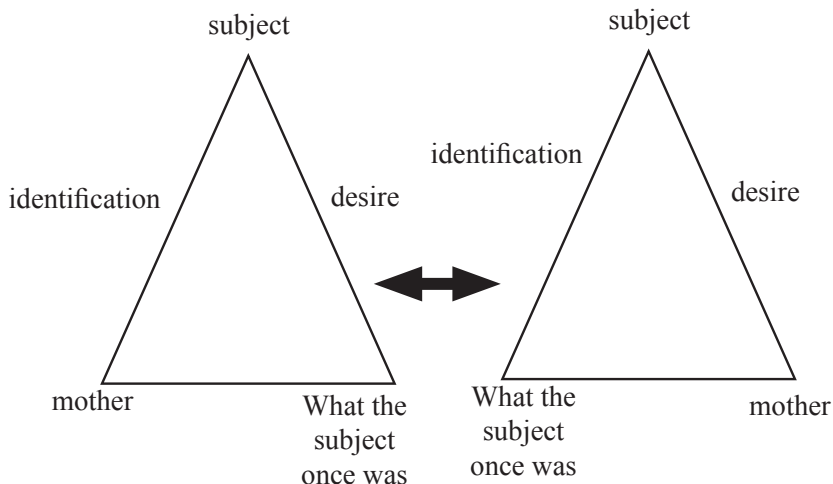 subject
identification
desire
mother
What the
subject
once was
subject
identification
desire
What the
subject
once was
mother